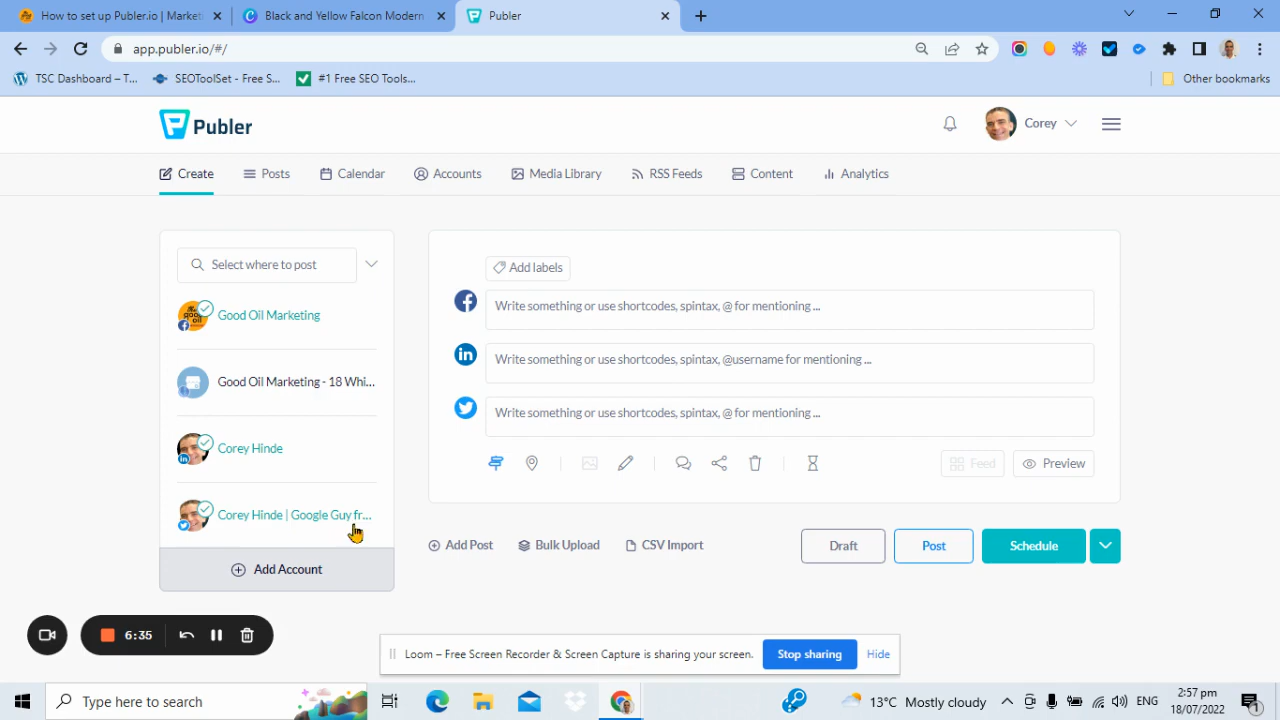 How to set up Publer.io | Market
Black and Yellow Falcon Modern
Publer
app.publer.io/#/
TSC Dashboard – T...
SEOToolSet - Free S...
#1 Free SEO Tools...
Other bookmarks
Publer
Corey
Create
Posts
Calendar
Accounts
Media Library
RSS Feeds
Content
Analytics
Select where to post
Good Oil Marketing
Good Oil Marketing - 18 Whi...
Corey Hinde
Corey Hinde | Google Guy fr...
Add Account
Add labels
Write something or use shortcodes, spintax, @ for mentioning ...
Write something or use shortcodes, spintax, @username for mentioning ...
Write something or use shortcodes, spintax, @ for mentioning ...
Feed
Preview
Add Post
Bulk Upload
CSV Import
Draft
Post
Schedule
6:35
Loom – Free Screen Recorder & Screen Capture is sharing your screen.
Stop sharing
Hide
Type here to search
13°C Mostly cloudy
ENG
2:57 pm
18/07/2022